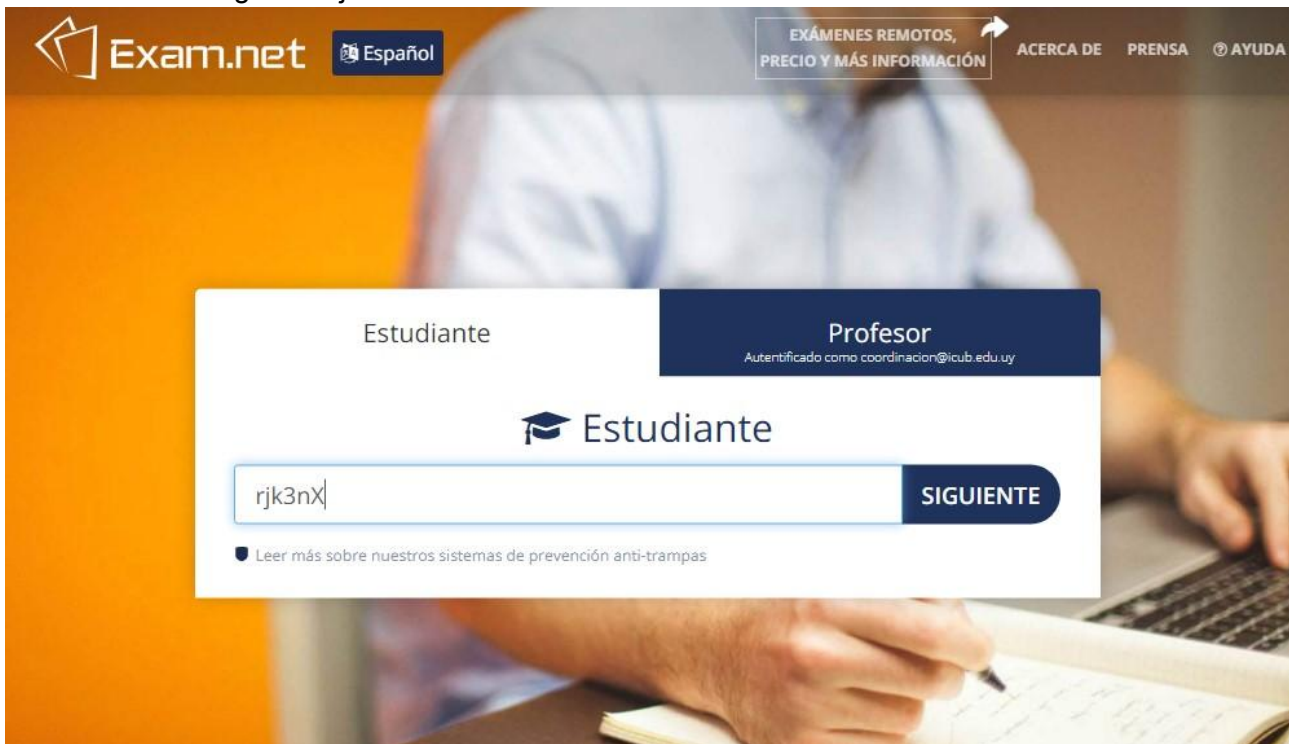 Exam.net
Español
EXÁMENES REMOTOS,
PRECIO Y MÁS INFORMACIÓN
ACERCA DE
PRENSA
AYUDA
Estudiante
Profesor
Autentificado como coordinacion@icub.edu.uy
Estudiante
rjk3nX
SIGUIENTE
Leer más sobre nuestros sistemas de prevención anti-trampas